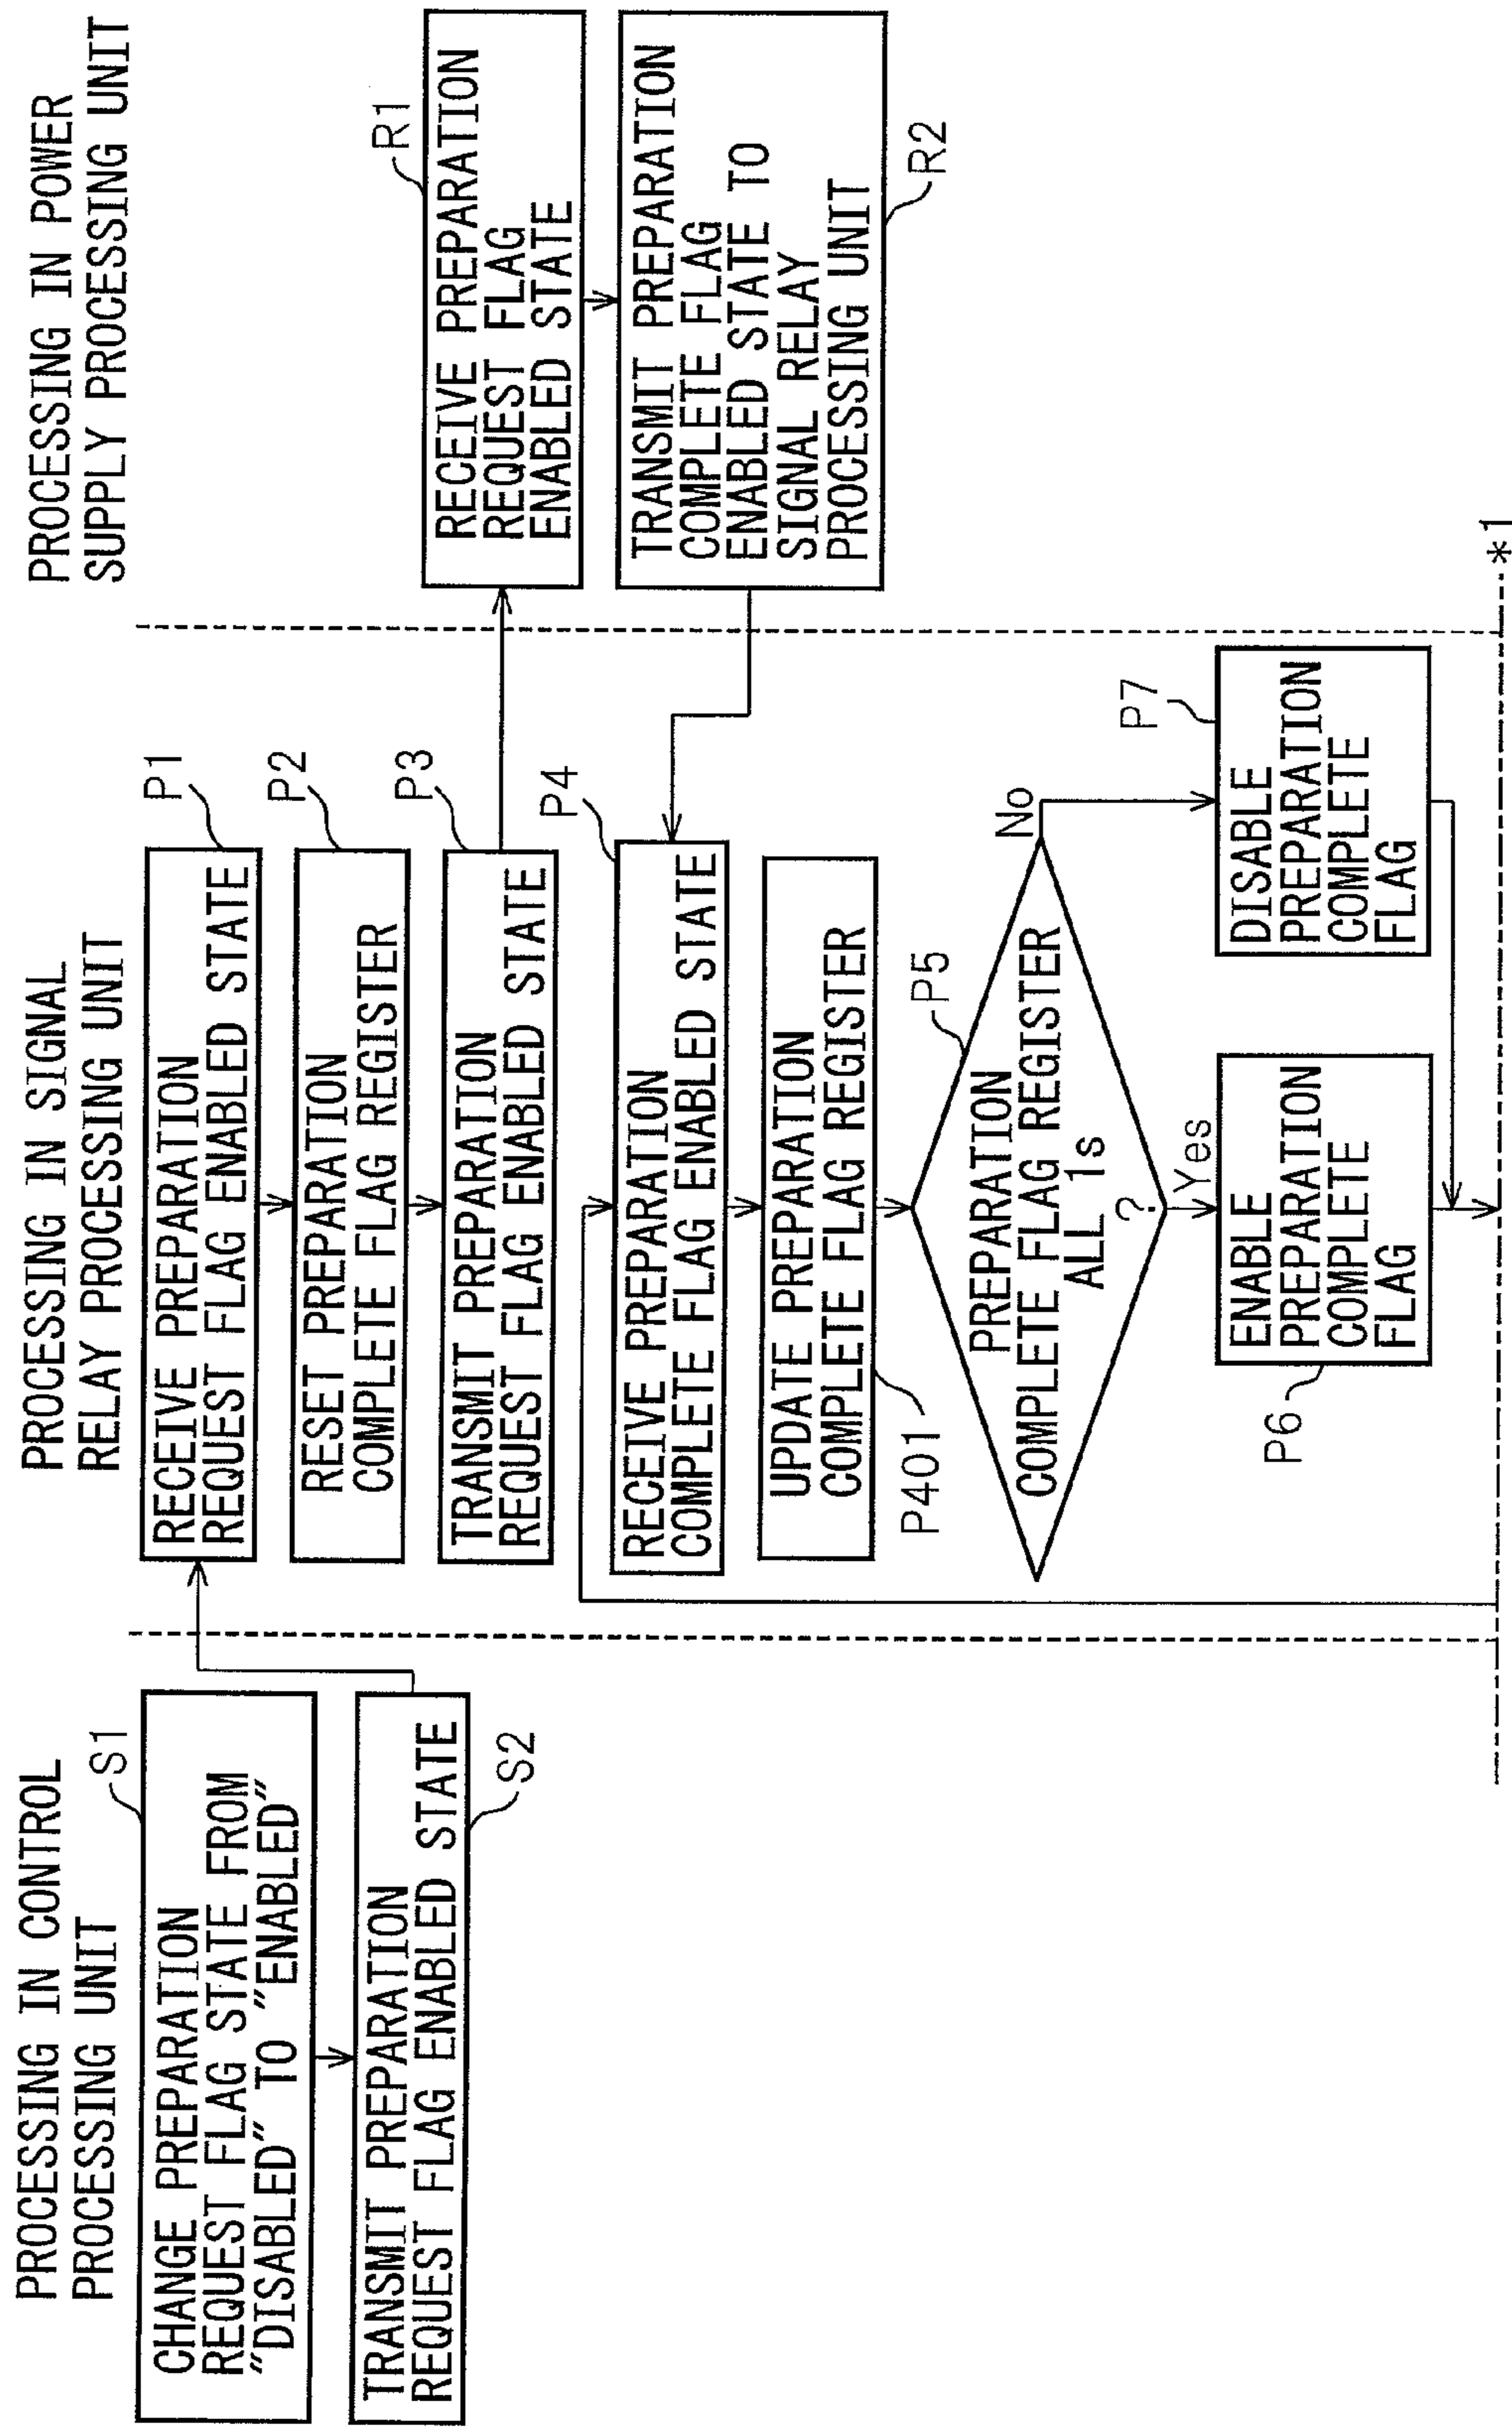 PROCESSING IN CONTROL
PROCESSING UNIT
S1
CHANGE PREPARATION
REQUEST FLAG STATE FROM
"DISABLED" TO "ENABLED"
TRANSMIT PREPARATION
REQUEST FLAG ENABLED STATE
S2
PROCESSING IN SIGNAL
RELAY PROCESSING UNIT
P1
RECEIVE PREPARATION
REQUEST FLAG ENABLED STATE
P2
RESET PREPARATION
COMPLETE FLAG REGISTER
P3
TRANSMIT PREPARATION
REQUEST FLAG ENABLED STATE
P4
RECEIVE PREPARATION
COMPLETE FLAG ENABLED STATE
UPDATE PREPARATION
COMPLETE FLAG REGISTER
P401
P5
PREPARATION
COMPLETE FLAG REGISTER
ALL 1s
?
No
Yes
P6
ENABLE
PREPARATION
COMPLETE
FLAG
P7
DISABLE
PREPARATION
COMPLETE
FLAG
PROCESSING IN POWER
SUPPLY PROCESSING UNIT
R1
RECEIVE PREPARATION
REQUEST FLAG
ENABLED STATE
TRANSMIT PREPARATION
COMPLETE FLAG
ENABLED STATE TO
SIGNAL RELAY
PROCESSING UNIT
R2
*1